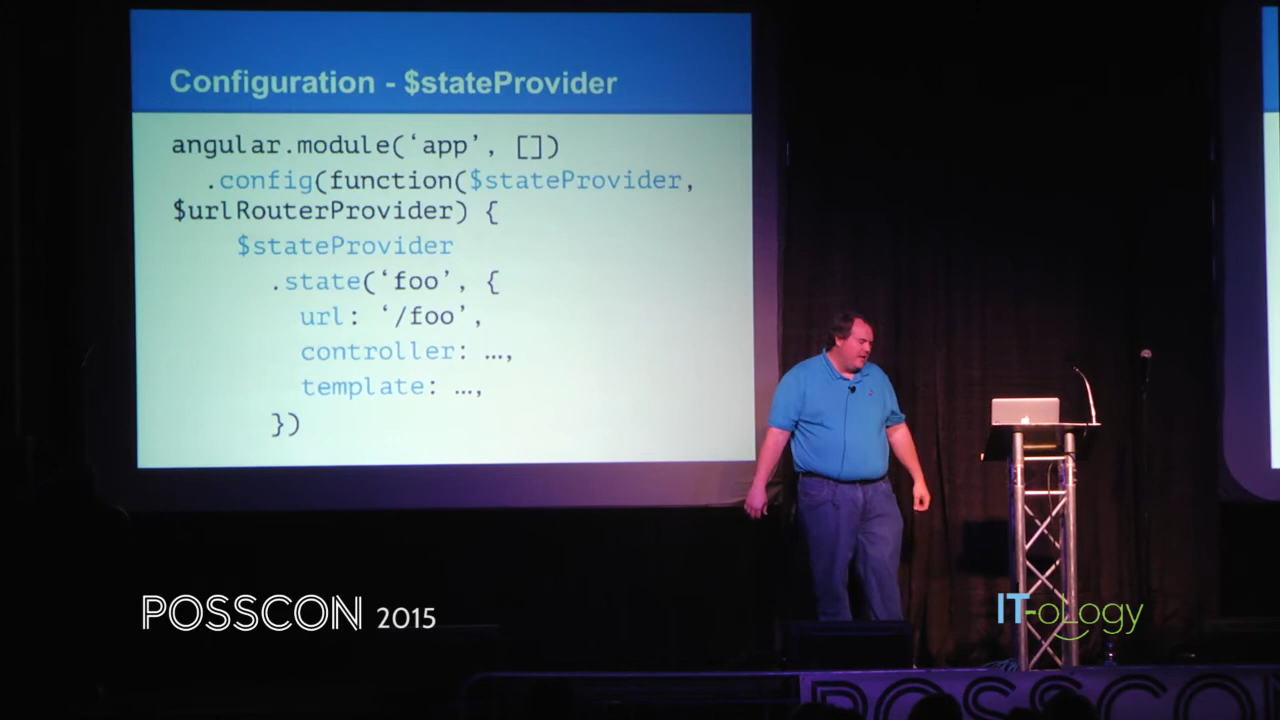 Configuration - $stateProvider
angular.module(‘app’, [])
.config(function($stateProvider,
$urlRouterProvider) {
$stateProvider
.state(‘foo’, {
url: ‘/foo’,
controller: …,
template: …,
})
POSSCON 2015
IT-oLogy
POSSCO